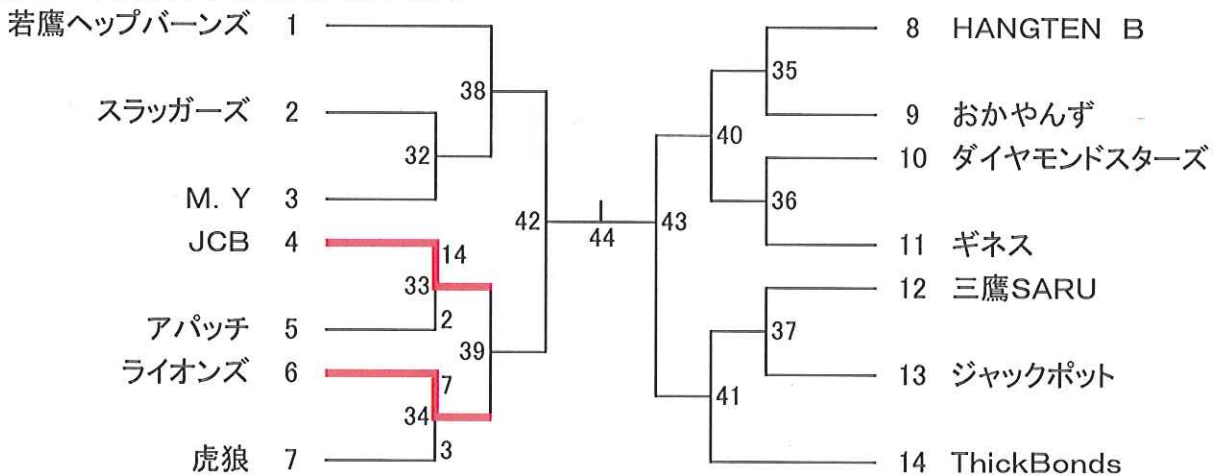 若鷹ヘップバーンズ 1
スラッガーズ 2
M．Y 3
JCB 4
アパッチ 5
ライオンズ 6
虎狼 7
38
32
42
14
33
2
39
7
34
3
44
43
8 HANGTEN B
9 おかやんず
10 ダイヤモンドスターズ
11 ギネス
12 三鷹SARU
13 ジャックポット
14 ThickBonds
35
40
36
37
41